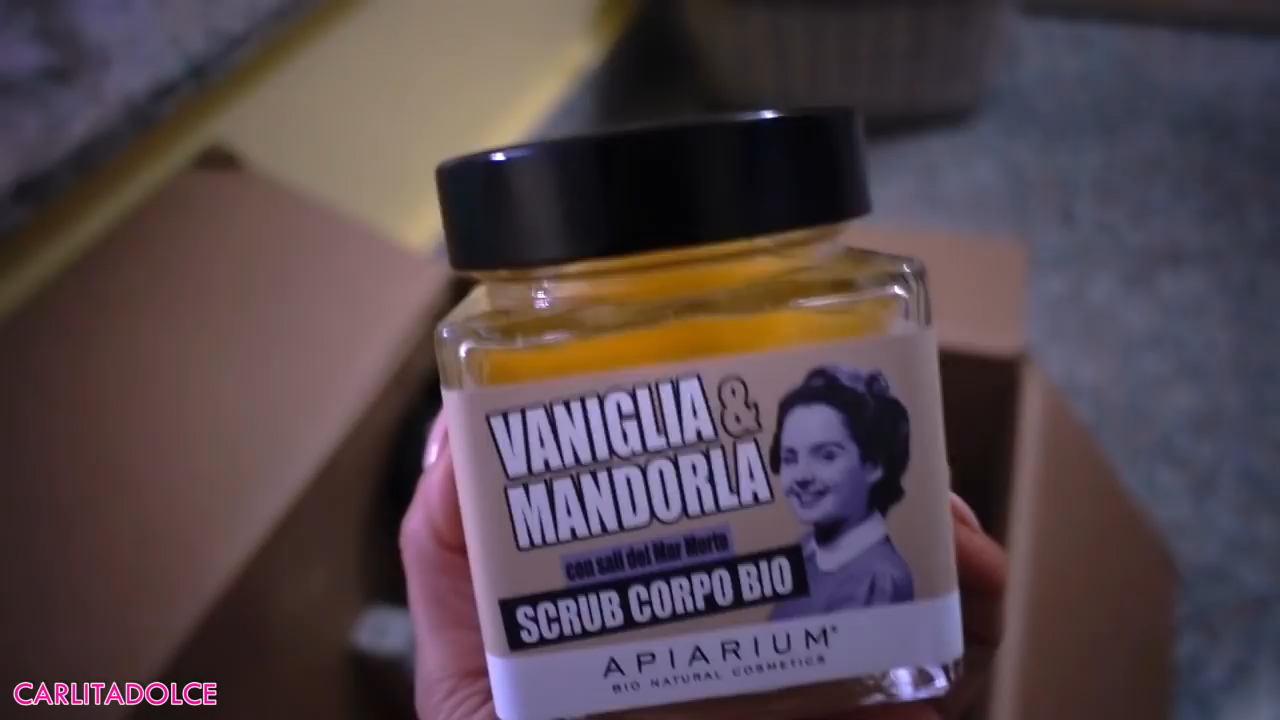 VANIGLIA &
MANDORLA
con sali del Mar Morto
SCRUB CORPO BIO
APIARIUM®
BIO NATURAL COSMETICS
CARLITADOLCE